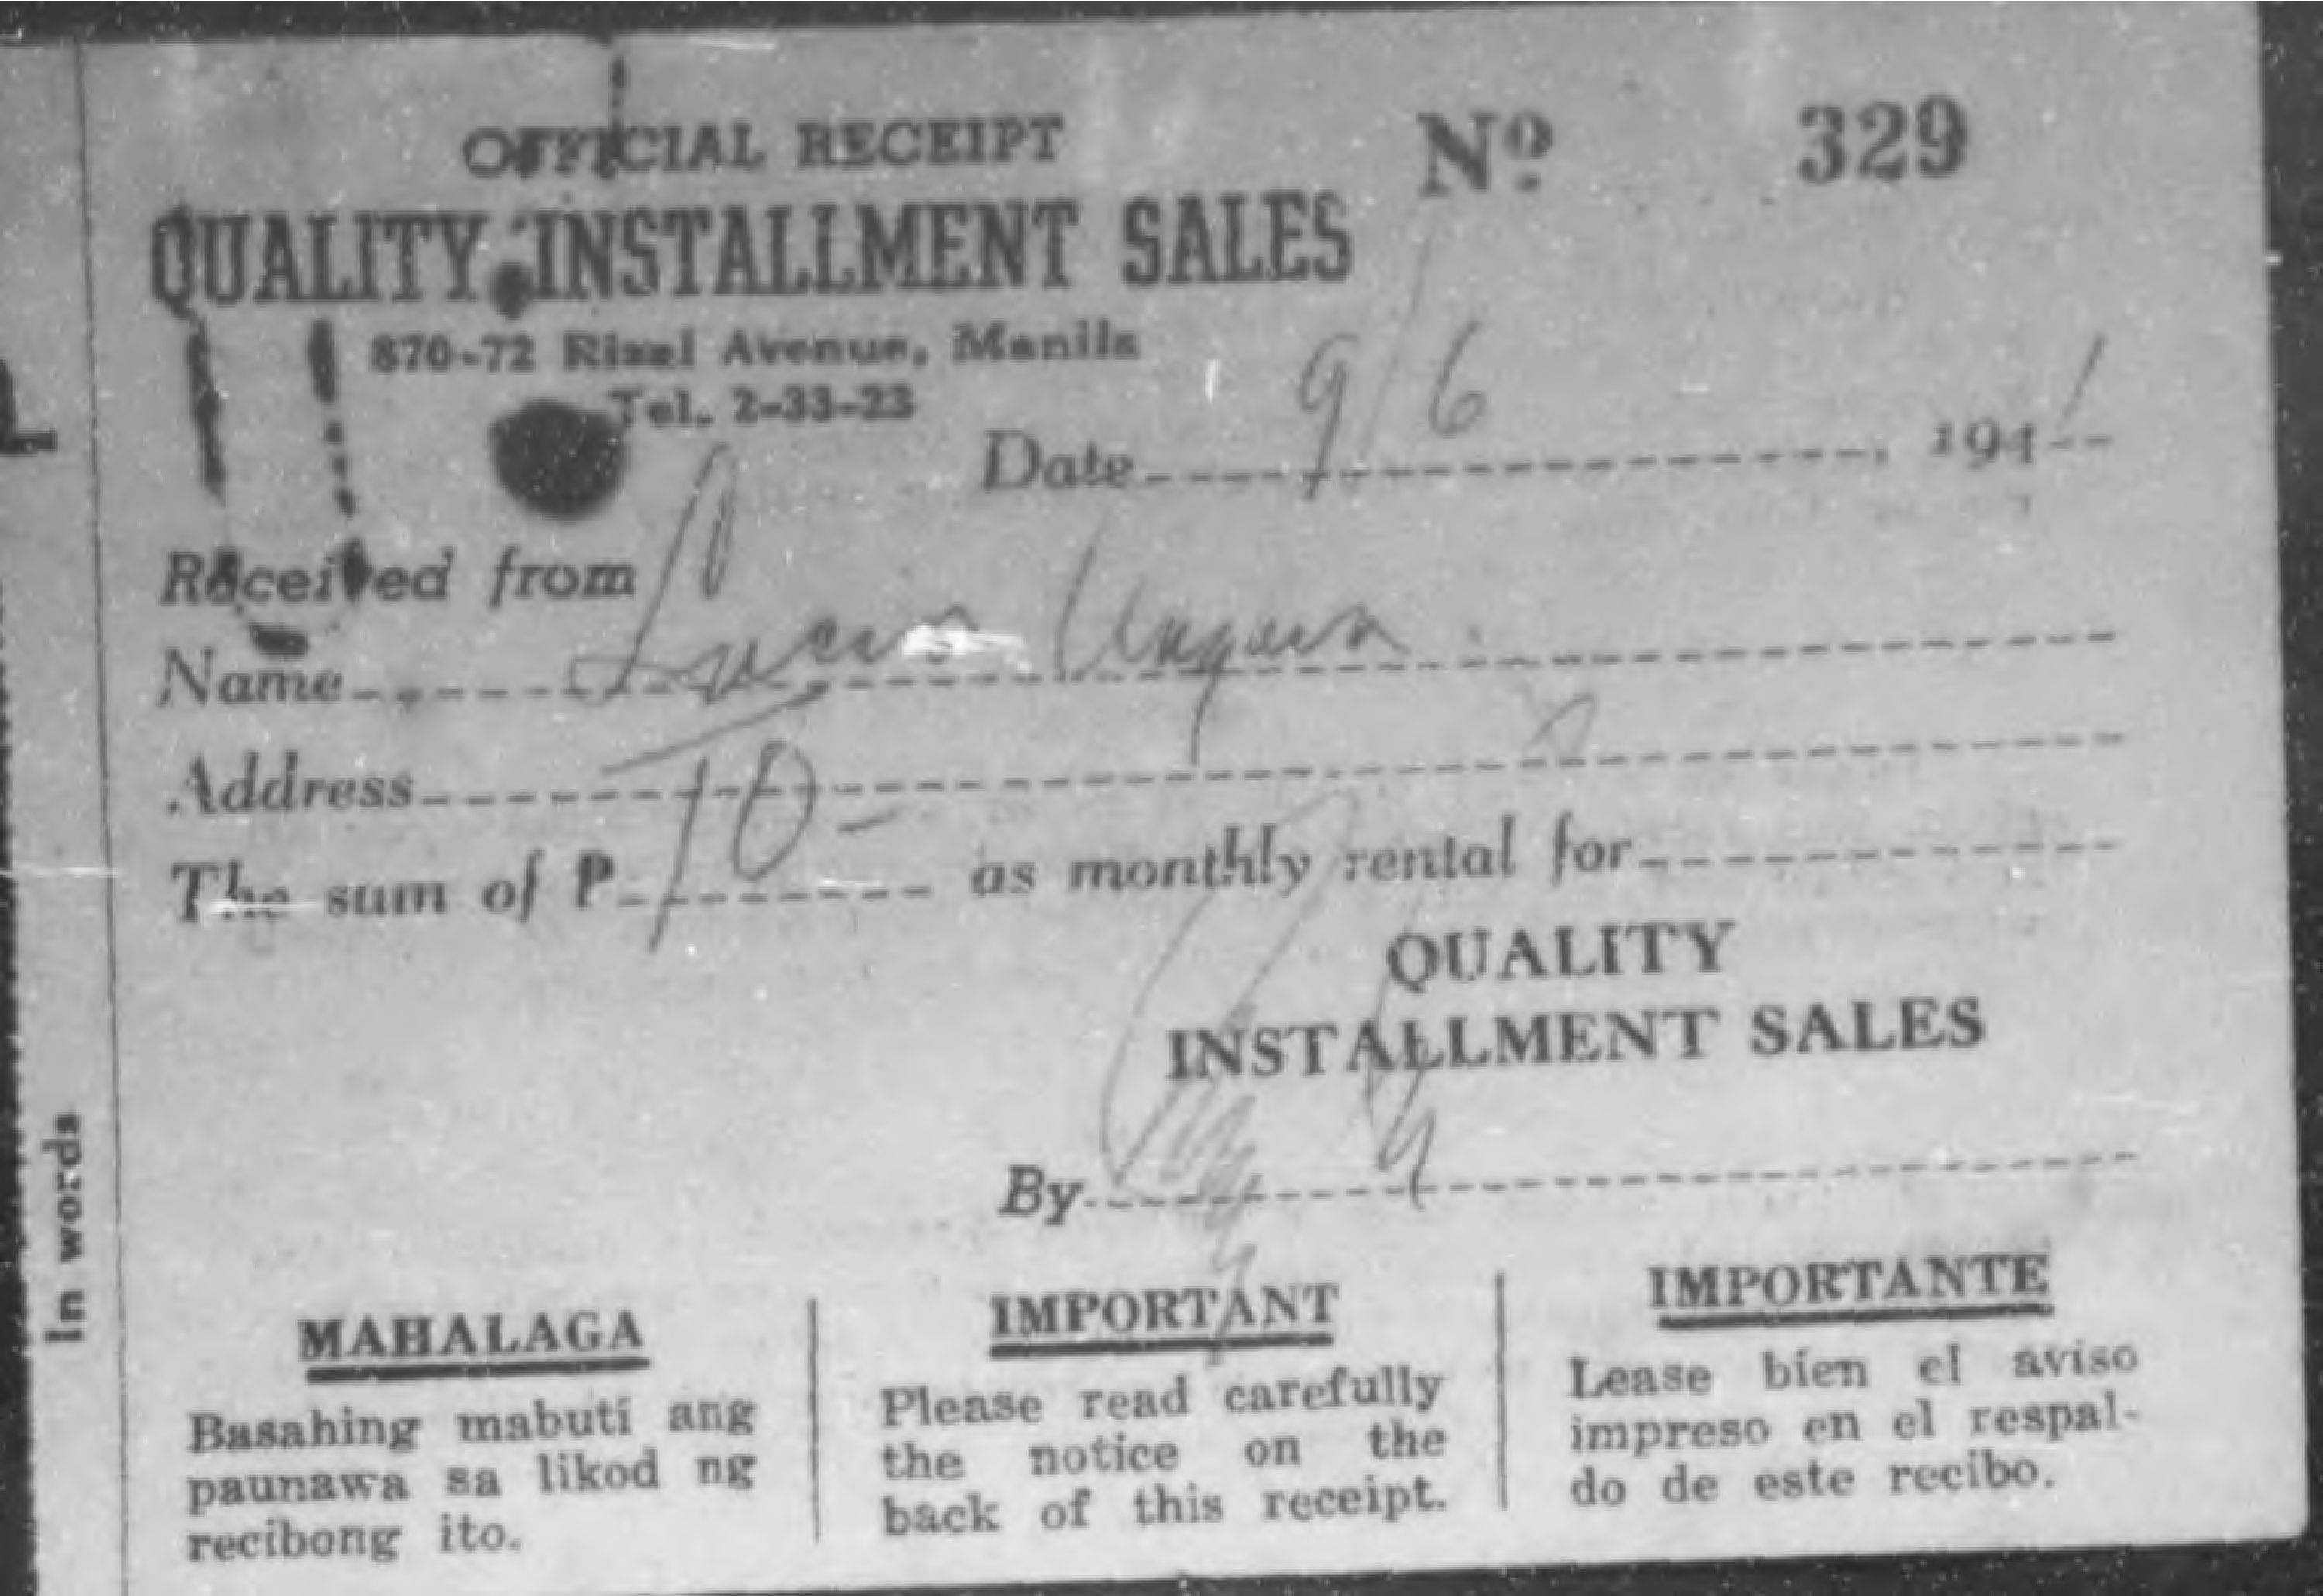 OFFICIAL RECEIPT
Nº 329
QUALITY INSTALLMENT SALES
870-72 Rizal Avenue, Manila
Tel. 2-33-23
Date 9/6, 1941
Received from
Name
Address
The sum of ₱ 10- as monthly rental for
QUALITY
INSTALLMENT SALES
By
In words
MAHALAGA
Basahing mabuti ang
paunawa sa likod ng
recibong ito.
IMPORTANT
Please read carefully
the notice on the
back of this receipt.
IMPORTANTE
Lease bien el aviso
impreso en el respal-
do de este recibo.